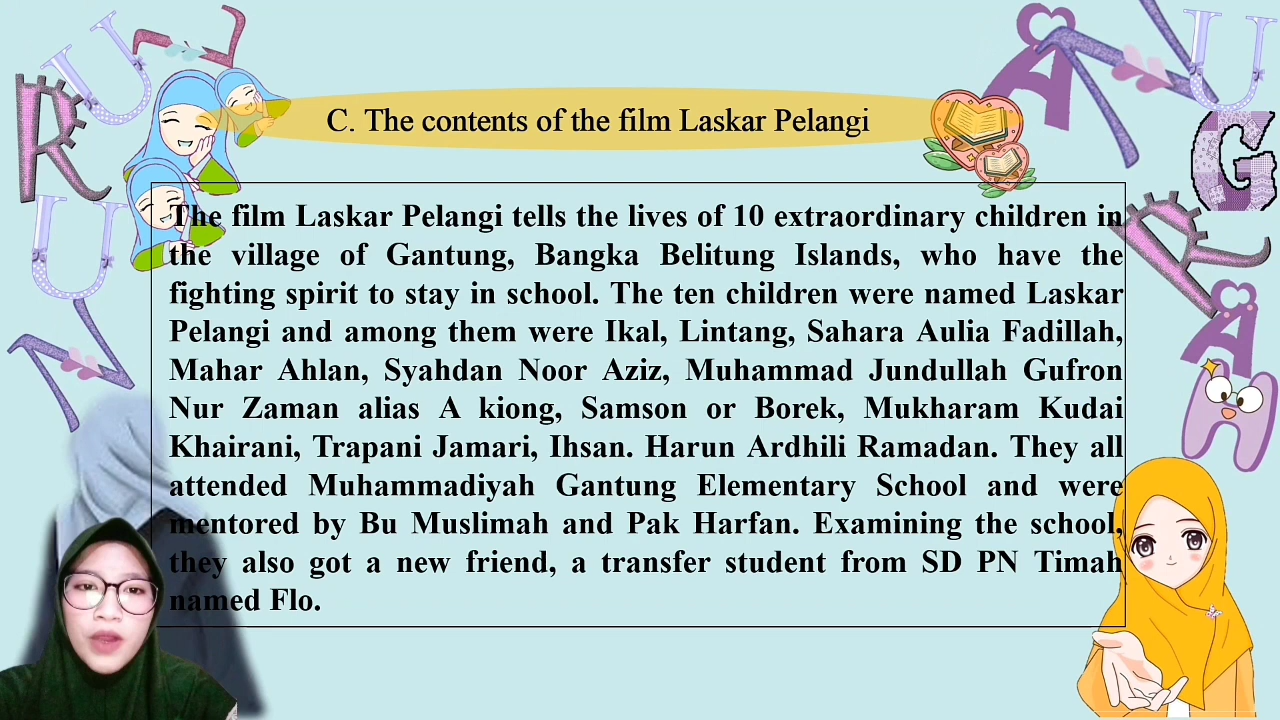 C. The contents of the film Laskar Pelangi
The film Laskar Pelangi tells the lives of 10 extraordinary children in
the village of Gantung, Bangka Belitung Islands, who have the
fighting spirit to stay in school. The ten children were named Laskar
Pelangi and among them were Ikal, Lintang, Sahara Aulia Fadillah,
Mahar Ahlan, Syahdan Noor Aziz, Muhammad Jundullah Gufron
Nur Zaman alias A kiong, Samson or Borek, Mukharam Kudai
Khairani, Trapani Jamari, Ihsan. Harun Ardhili Ramadan. They all
attended Muhammadiyah Gantung Elementary School and were
mentored by Bu Muslimah and Pak Harfan. Examining the school,
they also got a new friend, a transfer student from SD PN Timah
named Flo.